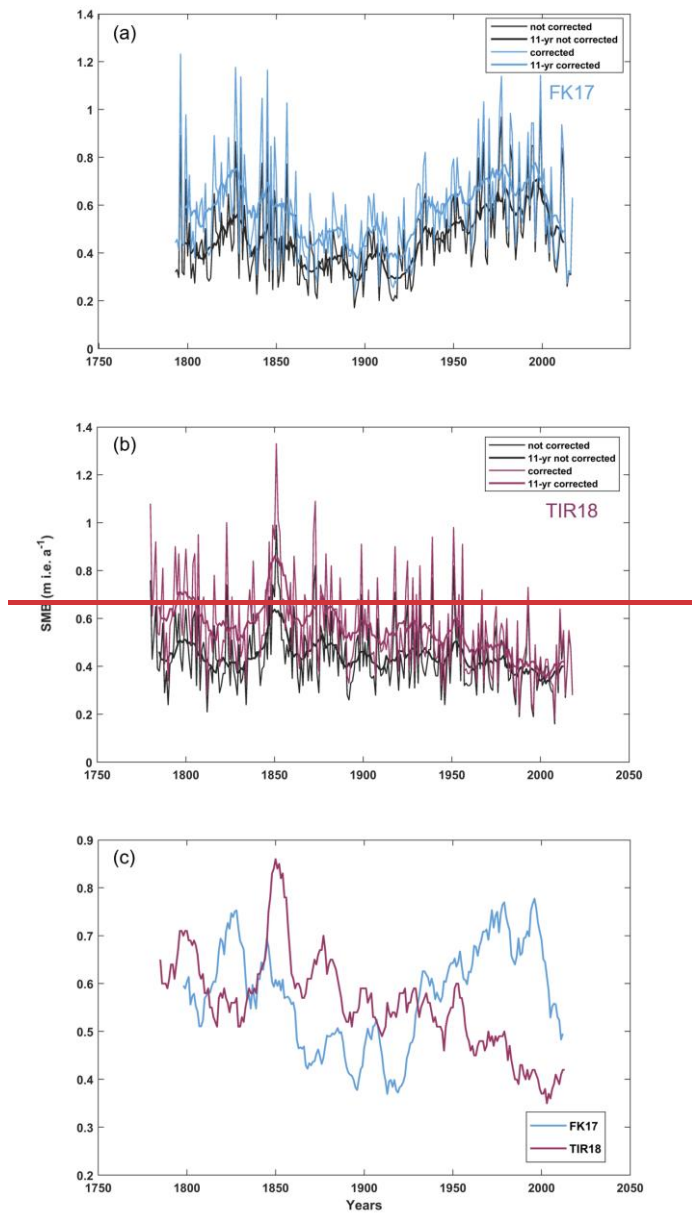 (a)
not corrected
11-yr not corrected
corrected
11-yr corrected
FK17
1.4
1.2
1
0.8
0.6
0.4
0.2
0
1750 1800 1850 1900 1950 2000
(b)
not corrected
11-yr not corrected
corrected
11-yr corrected
TIR18
SMB (m i.e. a-1)
1.4
1.2
1
0.8
0.6
0.4
0.2
0
1750 1800 1850 1900 1950 2000 2050
(c)
0.9
0.8
0.7
0.6
0.5
0.4
0.3
0.2
FK17
TIR18
1750 1800 1850 1900 1950 2000 2050
Years